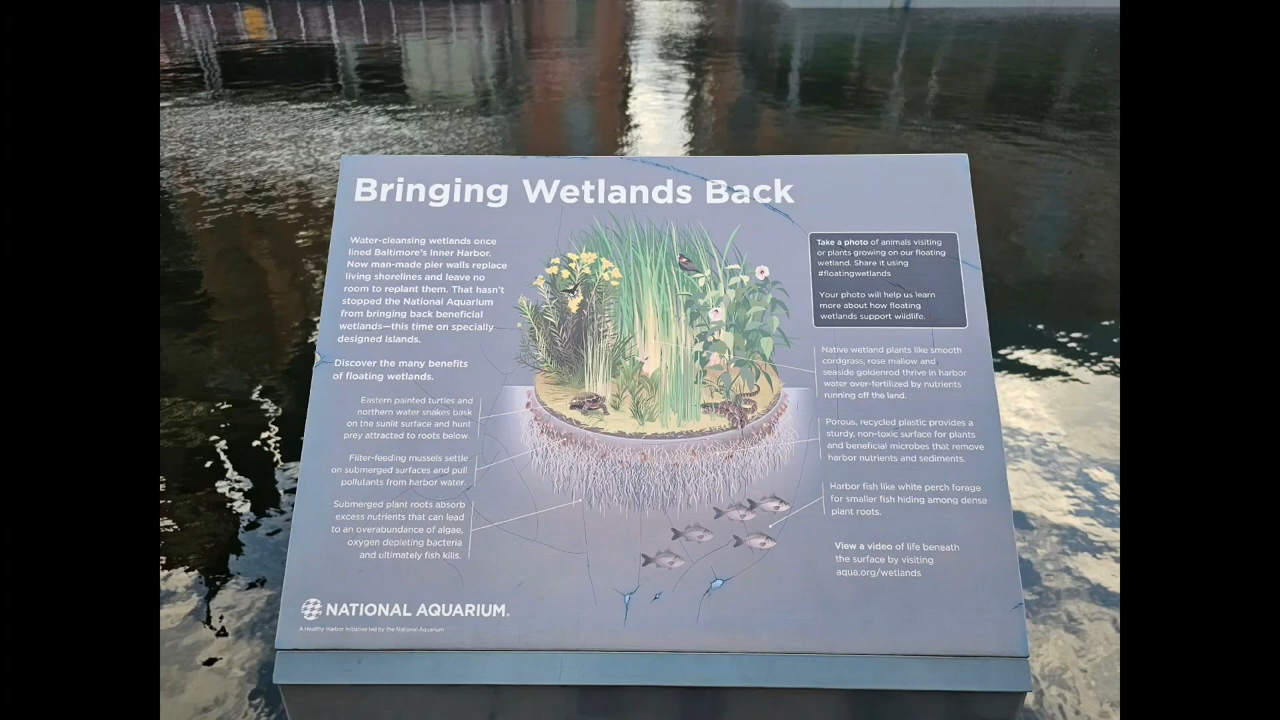 Bringing Wetlands Back
Water-cleansing wetlands once
lined Baltimore's Inner Harbor.
Now man-made pier walls replace
living shorelines and leave no
room to replant them. That hasn't
stopped the National Aquarium
from bringing back beneficial
wetlands—this time on specially
designed islands.
Discover the many benefits
of floating wetlands.
Eastern painted turtles and
northern water snakes bask
on the sunlit surface and hunt
prey attracted to roots below.
Filter-feeding mussels settle
on submerged surfaces and pull
pollutants from harbor water.
Submerged plant roots absorb
excess nutrients that can lead
to an overabundance of algae,
oxygen depleting bacteria
and ultimately fish kills.
Take a photo of animals visiting
or plants growing on our floating
wetland. Share it using
#floatingwetlands
Your photo will help us learn
more about how floating
wetlands support wildlife.
Native wetland plants like smooth
cordgrass, rose mallow and
seaside goldenrod thrive in harbor
water over-fertilized by nutrients
running off the land.
Porous, recycled plastic provides a
sturdy, non-toxic surface for plants
and beneficial microbes that remove
harbor nutrients and sediments.
Harbor fish like white perch forage
for smaller fish hiding among dense
plant roots.
View a video of life beneath
the surface by visiting
aqua.org/wetlands
NATIONAL AQUARIUM
A Healthy Harbor Initiative led by the National Aquarium